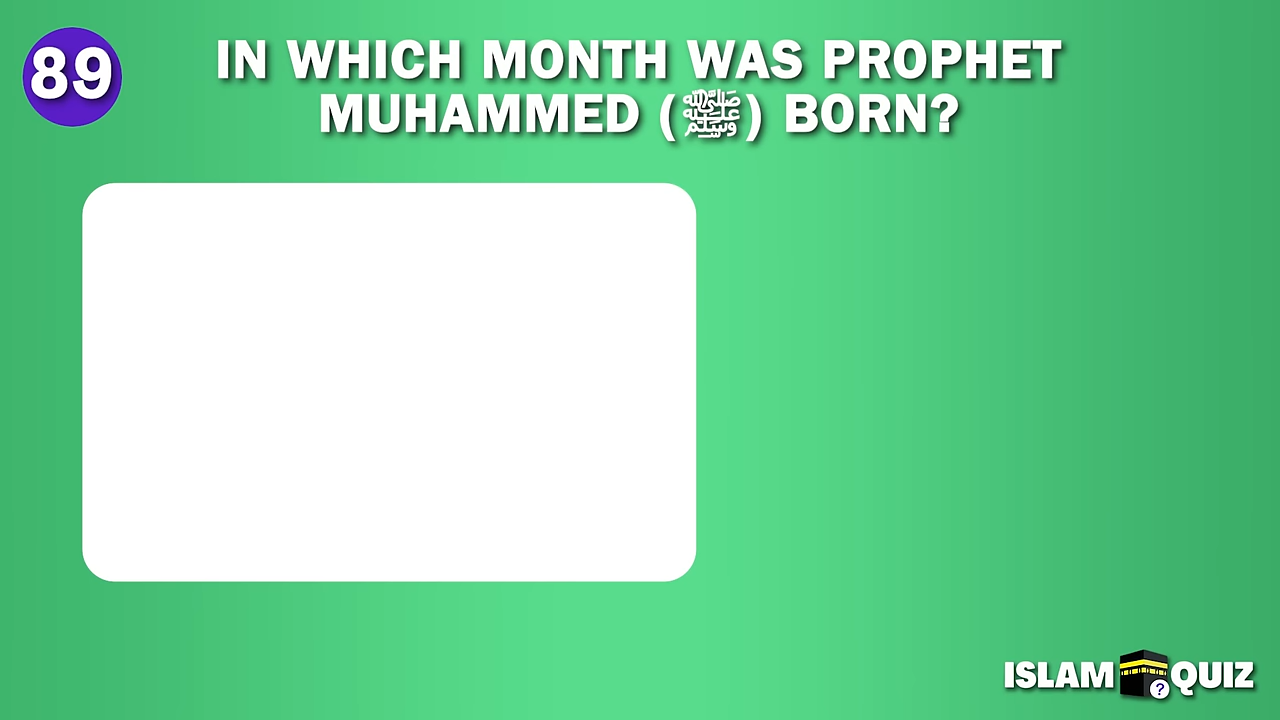 89
IN WHICH MONTH WAS PROPHET
MUHAMMED (ﷺ) BORN?
ISLAM ? QUIZ